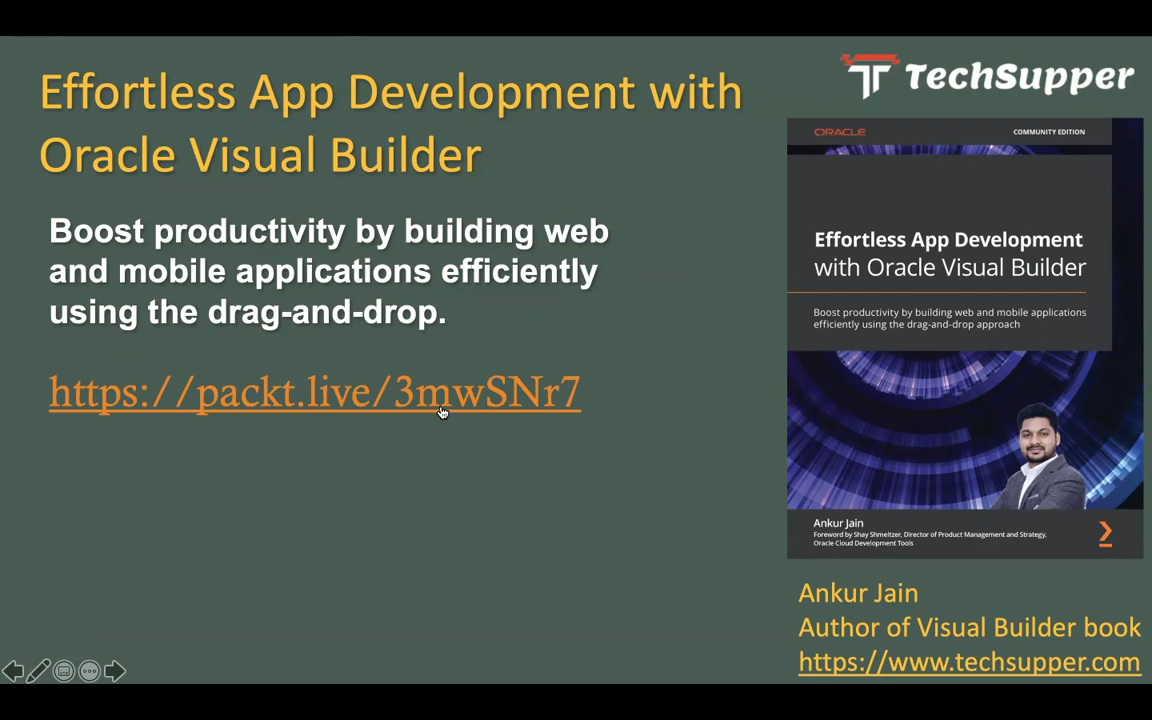 Effortless App Development with
Oracle Visual Builder
Boost productivity by building web
and mobile applications efficiently
using the drag-and-drop.
https://packt.live/3mwSNr7
TechSupper
ORACLE
COMMUNITY EDITION
Effortless App Development
with Oracle Visual Builder
Boost productivity by building web and mobile applications
efficiently using the drag-and-drop approach
Ankur Jain
Foreword by Shay Shmeltzer, Director of Product Management and Strategy,
Oracle Cloud Development Tools
Ankur Jain
Author of Visual Builder book
https://www.techsupper.com